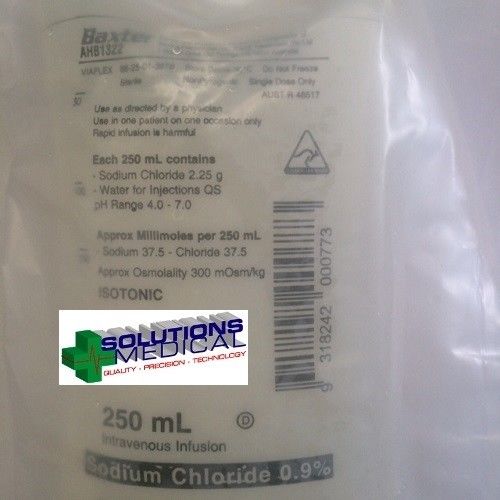 Baxter
AHB1322
VIAFLEX
Do Not Freeze
Sterile
Nonpyrogenic
Single Dose Only
AUST R 48517
50
Use as directed by a physician
Use in one patient on one occasion only
Rapid infusion is harmful
Each 250 mL contains
- Sodium Chloride 2.25 g
- Water for Injections QS
pH Range 4.0 - 7.0
Approx Millimoles per 250 mL
Sodium 37.5 - Chloride 37.5
Approx Osmolality 300 mOsm/kg
ISOTONIC
9 318242 000773
SOLUTIONS
MEDICAL
QUALITY - PRECISION - TECHNOLOGY
250 mL
D
Intravenous Infusion
Sodium Chloride 0.9%